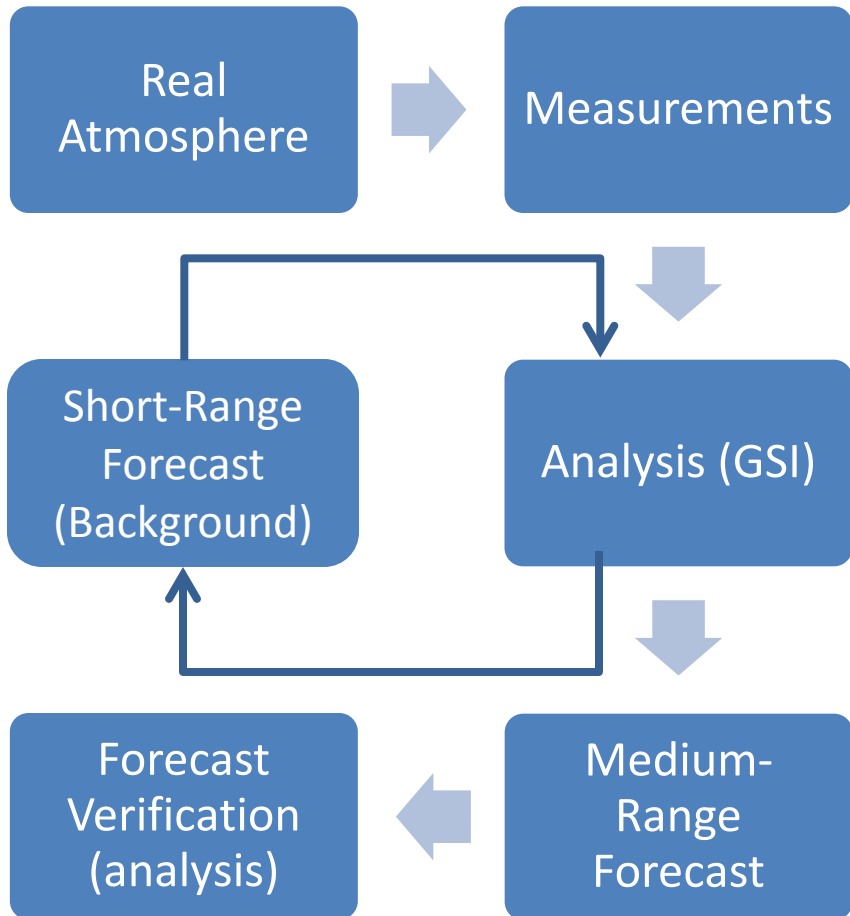 Real
Atmosphere
Measurements
Short-Range
Forecast
(Background)
Analysis (GSI)
Forecast
Verification
(analysis)
Medium-
Range
Forecast